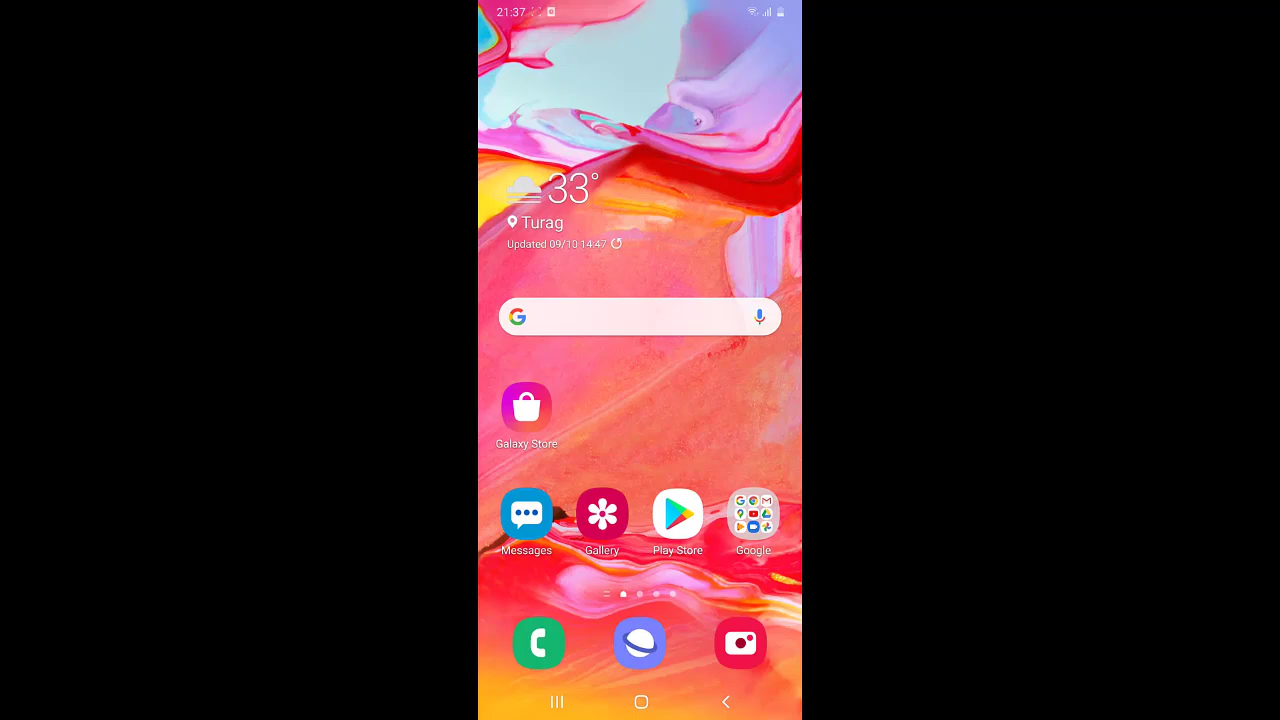 21:37
33°
Turag
Updated 09/10 14:47
Galaxy Store
Messages
Gallery
Play Store
Google